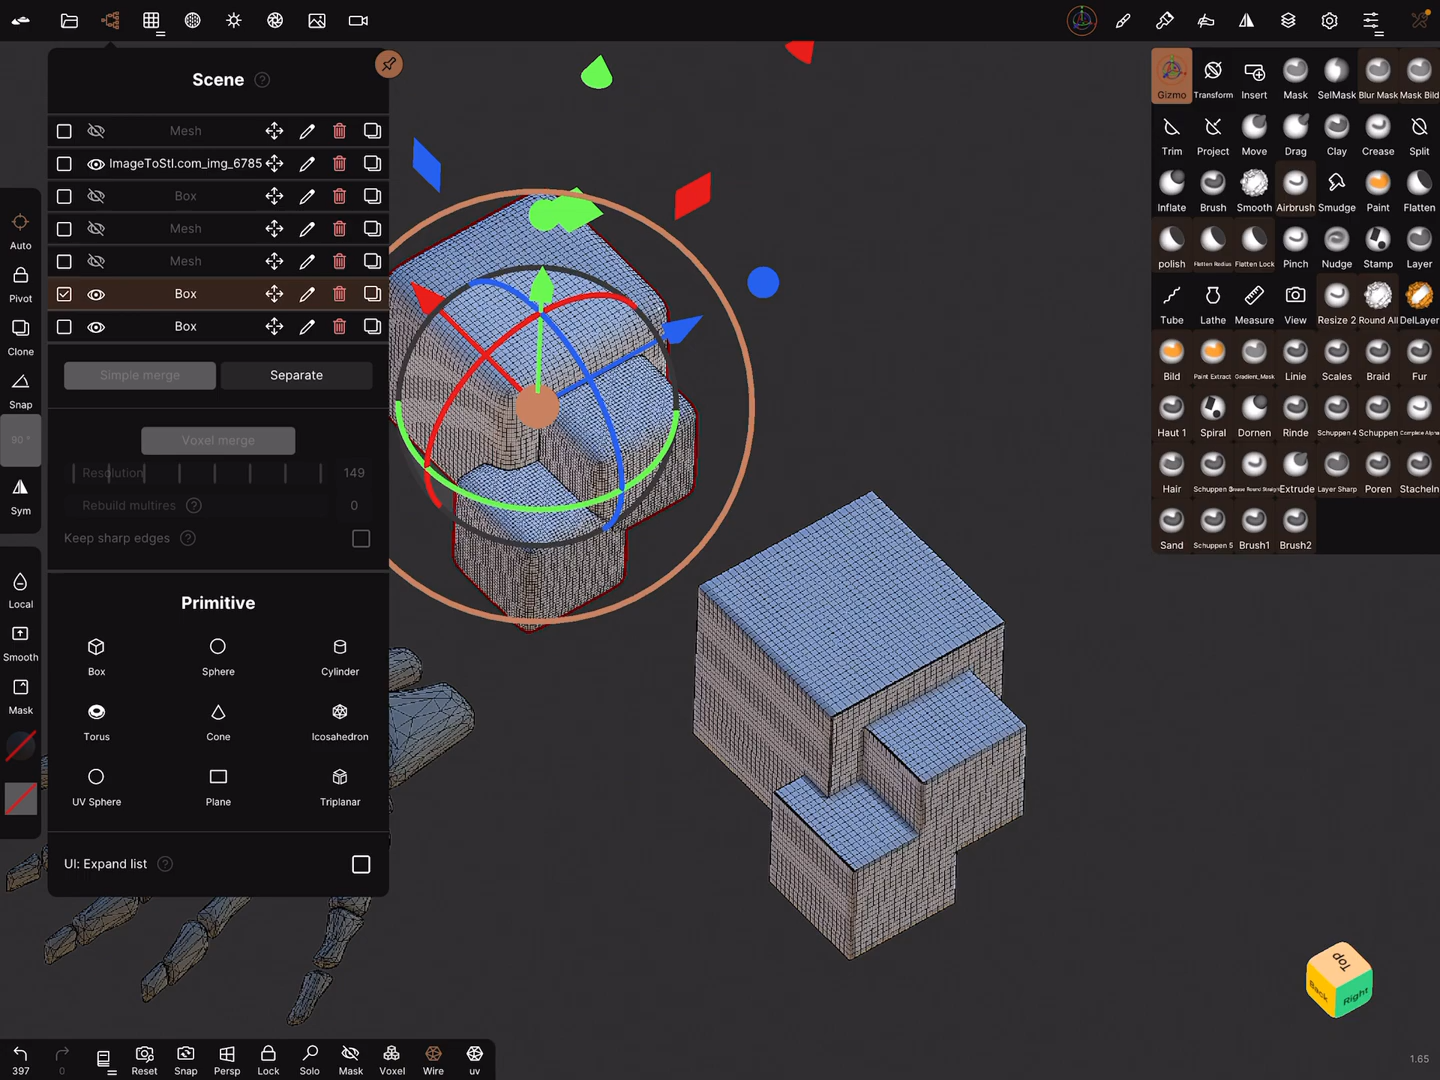 Scene
Mesh
ImageToStl.com_img_6785
Box
Mesh
Mesh
Box
Box
Simple merge
Separate
Voxel merge
Resolution
149
Rebuild multires
0
Keep sharp edges
Primitive
Box
Sphere
Cylinder
Torus
Cone
Icosahedron
UV Sphere
Plane
Triplanar
UI: Expand list
Auto
Pivot
Clone
Snap
90 °
Sym
Local
Smooth
Mask
Gizmo
Transform
Insert
Mask
SelMask
Blur Mask
Mask Bild
Trim
Project
Move
Drag
Clay
Crease
Split
Inflate
Brush
Smooth
Airbrush
Smudge
Paint
Flatten
polish
Flatten Radius
Flatten Lock
Pinch
Nudge
Stamp
Layer
Tube
Lathe
Measure
View
Resize 2
Round All
DelLayer
Bild
Paint Extract
Gradient_Mask
Linie
Scales
Braid
Fur
Haut 1
Spiral
Dornen
Rinde
Schuppen 4
Schuppen
Hair
Extrude
Layer Sharp
Poren
Stacheln
Sand
Schuppen 5
Brush1
Brush2
Top
Back
Right
397
0
Reset
Snap
Persp
Lock
Solo
Mask
Voxel
Wire
uv
1.65